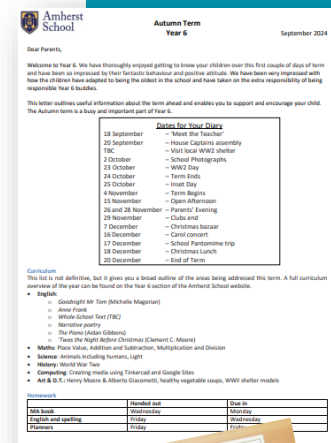 Amherst
School
Autumn Term
Year 6
September 2024
Dear Parents,
Welcome to Year 6. We have thoroughly enjoyed getting to know your children over this first couple of days of term
and have been so impressed by their fantastic behaviour and positive attitude. We have been very impressed with
how the children have adapted to being the oldest in the school and have taken on the extra responsibility of being
responsible Year 6 buddies.
This letter outlines useful information about the term ahead and enables you to support and encourage your child.
The Autumn term is a busy and important part of Year 6.
Dates for Your Diary
18 September – 'Meet the Teacher'
20 September – House Captains assembly
TBC – Visit local WW2 shelter
2 October – School Photographs
23 October – WW2 Day
24 October – Term Ends
25 October – Inset Day
4 November – Term Begins
15 November – Open Afternoon
26 and 28 November – Parents' Evening
29 November – Clubs end
7 December – Christmas bazaar
16 December – Carol concert
17 December – School Pantomime trip
18 December – Christmas Lunch
20 December – End of Term
Curriculum
This list is not definitive, but it gives you a broad outline of the areas being addressed this term. A full curriculum
overview of the year can be found on the Year 6 section of the Amherst School website.
• English:
o Goodnight Mr Tom (Michelle Magorian)
o Anne Frank
o Whole-School Text (TBC)
o Narrative poetry
o The Piano (Aidan Gibbons)
o 'Twas the Night Before Christmas (Clement C. Moore)
• Maths: Place Value, Addition and Subtraction, Multiplication and Division
• Science: Animals including humans, Light
• History: World War Two
• Computing: Creating media using Tinkercad and Google Sites
• Art & D.T.: Henry Moore & Alberto Giacometti, healthy vegetable soups, WWII shelter models
Homework
Handed out Due in
MA book Wednesday Monday
English and spelling Friday Wednesday
Planners Friday